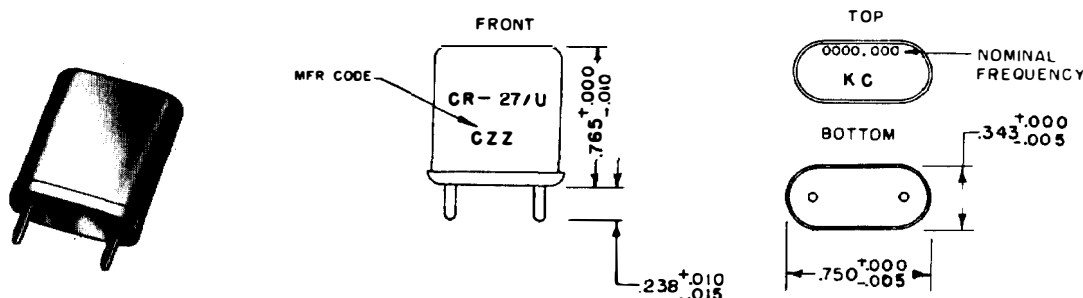 FRONT
MFR CODE
CR-27/U
CZZ
.765 +.000 -.010
.238 +.010 -.015
TOP
0000.000
KC
NOMINAL
FREQUENCY
BOTTOM
.343 +.000 -.005
.750 +.000 -.005